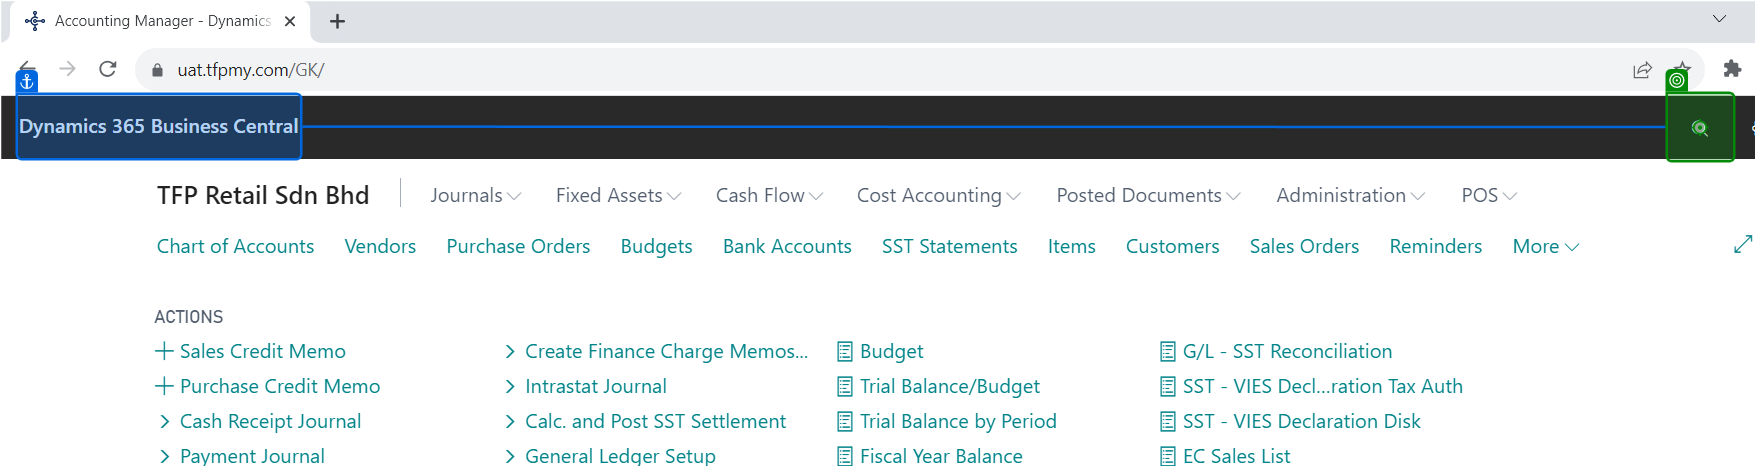 Accounting Manager - Dynamics
uat.tfpmy.com/GK/
Dynamics 365 Business Central
TFP Retail Sdn Bhd Journals Fixed Assets Cash Flow Cost Accounting Posted Documents Administration POS
Chart of Accounts Vendors Purchase Orders Budgets Bank Accounts SST Statements Items Customers Sales Orders Reminders More
ACTIONS
Sales Credit Memo Create Finance Charge Memos... Budget G/L - SST Reconciliation
Purchase Credit Memo Intrastat Journal Trial Balance/Budget SST - VIES Decl...ration Tax Auth
Cash Receipt Journal Calc. and Post SST Settlement Trial Balance by Period SST - VIES Declaration Disk
Payment Journal General Ledger Setup Fiscal Year Balance EC Sales List